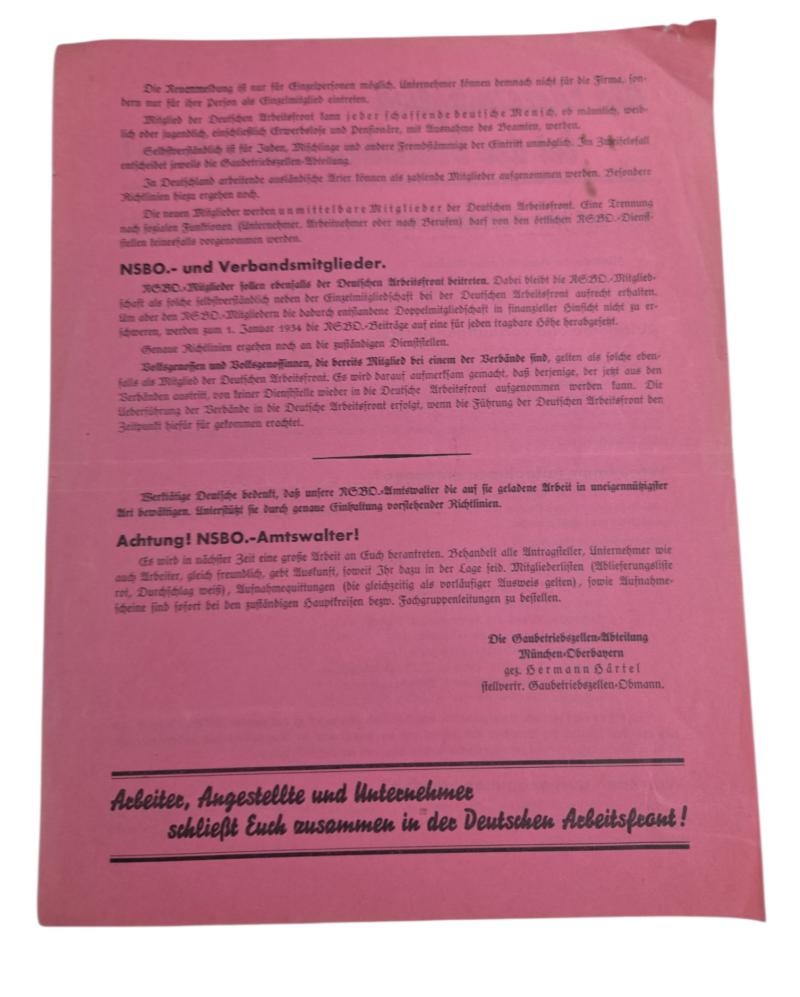 Die Neuanmeldung ist nur für Einzelpersonen möglich. Unternehmer können demnach nicht für die Firma, son-
dern nur für ihre Person als Einzelmitglied eintreten.
Mitglied der Deutschen Arbeitsfront kann jeder schaffende deutsche Mensch, ob männlich, weib-
lich oder jugendlich, einschließlich Erwerbslose und Pensionäre, mit Ausnahme des Beamten, werden.
Selbstverständlich ist für Juden, Mischlinge und andere Fremdstämmige der Eintritt unmöglich. Im Zweifelsfall
entscheidet jeweils die Gaubetriebszellen-Abteilung.
In Deutschland arbeitende ausländische Arier können als zahlende Mitglieder aufgenommen werden. Besondere
Richtlinien hiezu ergehen noch.
Die neuen Mitglieder werden unmittelbare Mitglieder der Deutschen Arbeitsfront. Eine Trennung
nach sozialen Funktionen (Unternehmer, Arbeitnehmer oder nach Berufen) darf von den örtlichen NSBO.-Dienst-
stellen keinesfalls vorgenommen werden.
NSBO.- und Verbandsmitglieder.
NSBO.-Mitglieder sollen ebenfalls der Deutschen Arbeitsfront beitreten. Dabei bleibt die NSBO.-Mitglied-
schaft als solche selbstverständlich neben der Einzelmitgliedschaft bei der Deutschen Arbeitsfront aufrecht erhalten.
Um aber den NSBO.-Mitgliedern die dadurch entstandene Doppelmitgliedschaft in finanzieller Hinsicht nicht zu er-
schweren, werden zum 1. Januar 1934 die NSBO.-Beiträge auf eine für jeden tragbare Höhe herabgesetzt.
Genaue Richtlinien ergehen noch an die zuständigen Dienststellen.
Volksgenossen und Volksgenossinnen, die bereits Mitglied bei einem der Verbände sind, gelten als solche eben-
falls als Mitglied der Deutschen Arbeitsfront. Es wird darauf aufmerksam gemacht, daß derjenige, der jetzt aus den
Verbänden austritt, von keiner Dienststelle wieder in die Deutsche Arbeitsfront aufgenommen werden kann. Die
Ueberführung der Verbände in die Deutsche Arbeitsfront erfolgt, wenn die Führung der Deutschen Arbeitsfront den
Zeitpunkt hiefür für gekommen erachtet.
Werktätige Deutsche bedenkt, daß unsere NSBO.-Amtswalter die auf sie geladene Arbeit in uneigennützigster
Art bewältigen. Unterstützt sie durch genaue Einhaltung vorstehender Richtlinien.
Achtung! NSBO.-Amtswalter!
Es wird in nächster Zeit eine große Arbeit an Euch herantreten. Behandelt alle Antragsteller, Unternehmer wie
auch Arbeiter, gleich freundlich, gebt Auskunft, soweit Ihr dazu in der Lage seid. Mitgliederlisten (Ablieferungsliste
rot, Durchschlag weiß), Aufnahmequittungen (die gleichzeitig als vorläufiger Ausweis gelten), sowie Aufnahme-
scheine sind sofort bei den zuständigen Hauptkreisen bezw. Fachgruppenleitungen zu bestellen.
Die Gaubetriebszellen-Abteilung
München-Oberbayern
gez. Hermann Härtel
stellvertr. Gaubetriebszellen-Obmann.
Arbeiter, Angestellte und Unternehmer
schließt Euch zusammen in der Deutschen Arbeitsfront!